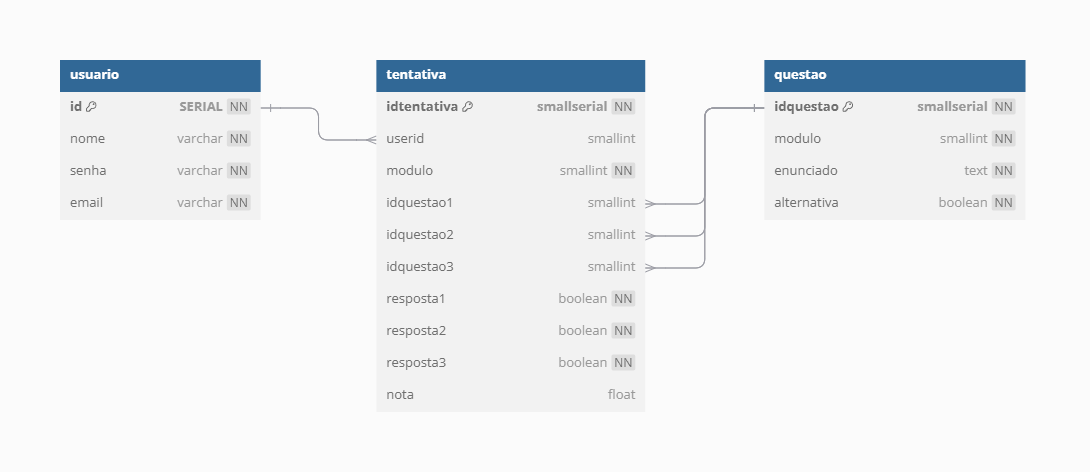 usuario
id SERIAL NN
nome varchar NN
senha varchar NN
email varchar NN
tentativa
idtentativa smallserial NN
userid smallint
modulo smallint NN
idquestao1 smallint
idquestao2 smallint
idquestao3 smallint
resposta1 boolean NN
resposta2 boolean NN
resposta3 boolean NN
nota float
questao
idquestao smallserial NN
modulo smallint NN
enunciado text NN
alternativa boolean NN